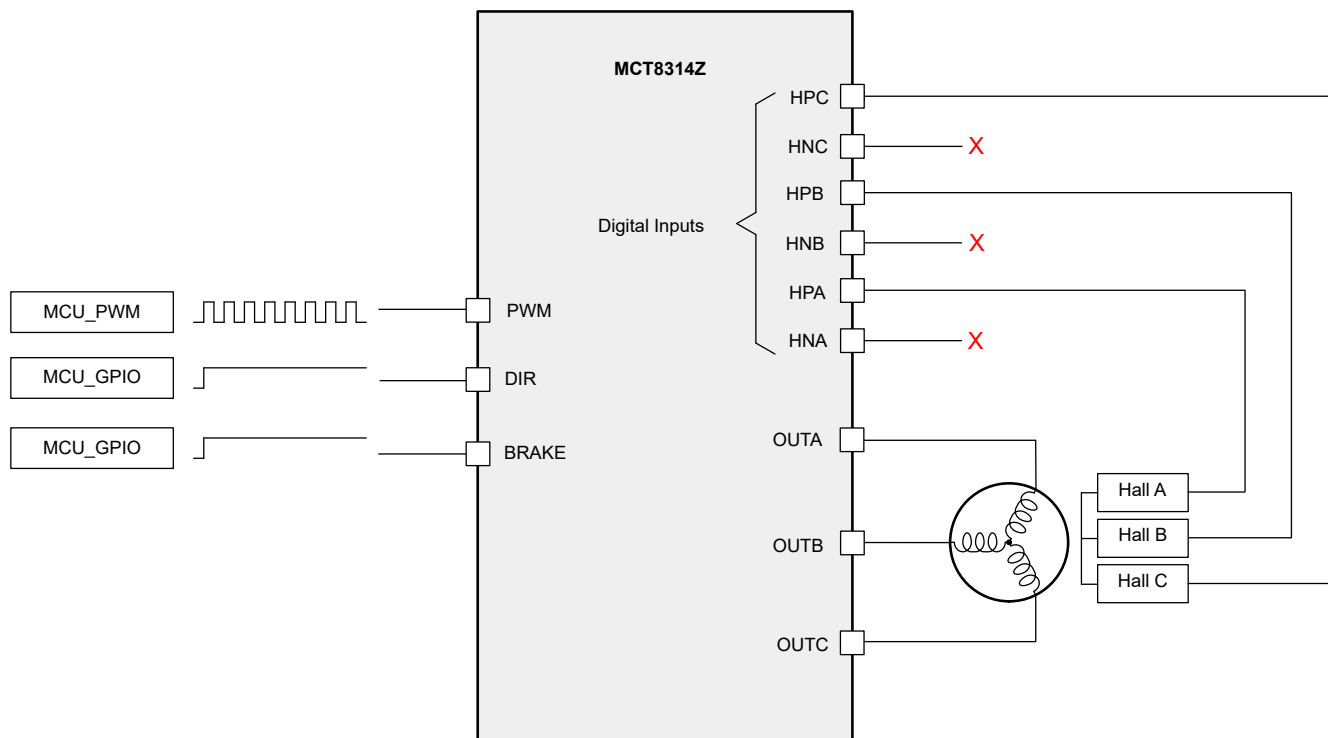 MCT8314Z
HPC
HNC
X
HPB
Digital Inputs
HNB
X
HPA
MCU_PWM
PWM
HNA
X
MCU_GPIO
DIR
OUTA
MCU_GPIO
BRAKE
Hall A
Hall B
OUTB
Hall C
OUTC